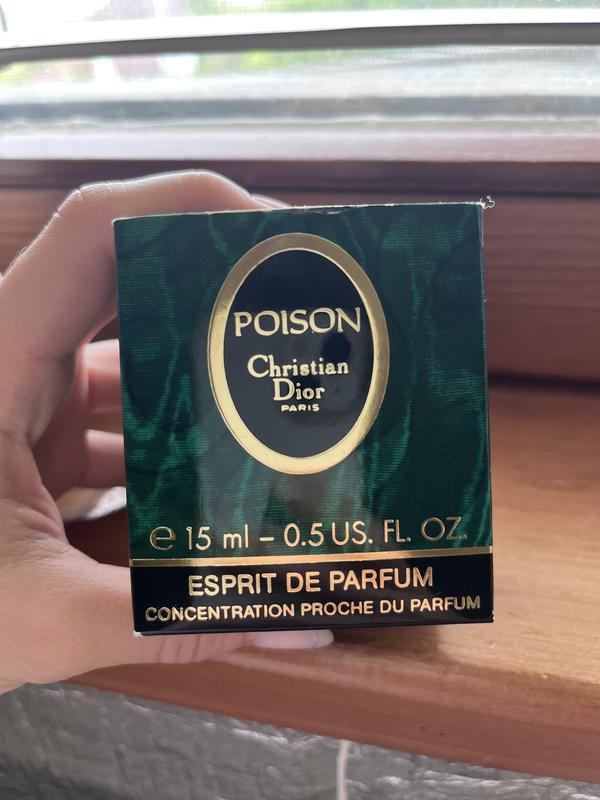 POISON
Christian
Dior
PARIS
℮ 15 ml – 0.5 US. FL. OZ.
ESPRIT DE PARFUM
CONCENTRATION PROCHE DU PARFUM